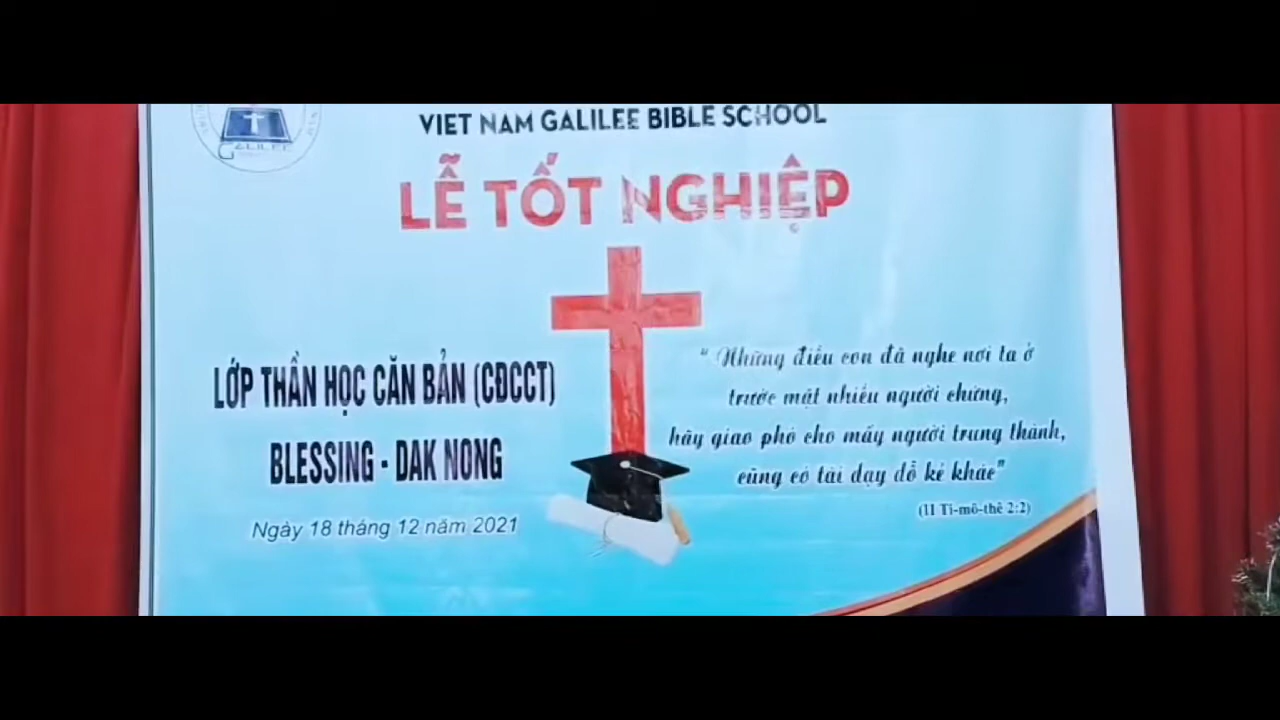 GALILEE
VIET NAM GALILEE BIBLE SCHOOL
LỄ TỐT NGHIỆP
LỚP THẦN HỌC CĂN BẢN (CĐCCT)
BLESSING - DAK NONG
Ngày 18 tháng 12 năm 2021
“ Những điều con đã nghe nơi ta ở
trước mặt nhiều người chứng,
hãy giao phó cho mấy người trung thành,
cũng có tài dạy dỗ kẻ khác”
(II Ti-mô-thê 2:2)